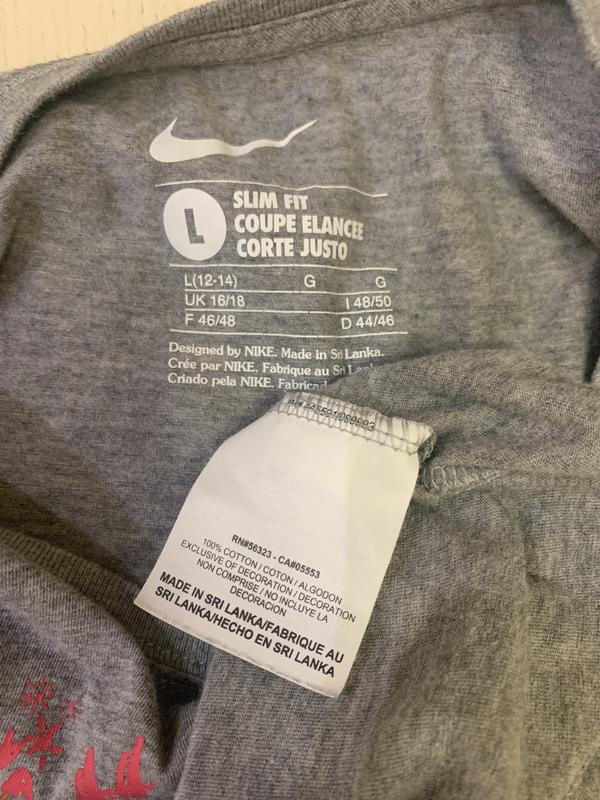 L
SLIM FIT
COUPE ELANCEE
CORTE JUSTO
L(12-14) G G
UK 16/18 I 48/50
F 46/48 D 44/46
Designed by NIKE. Made in Sri Lanka.
Crée par NIKE. Fabrique au Sri Lan
Criado pela NIKE. Fabricad
RN#56323 - CA#05553
100% COTTON / COTON / ALGODON
EXCLUSIVE OF DECORATION / DECORATION
NON COMPRISE / NO INCLUYE LA
DECORACION
MADE IN SRI LANKA/FABRIQUE AU
SRI LANKA/HECHO EN SRI LANKA